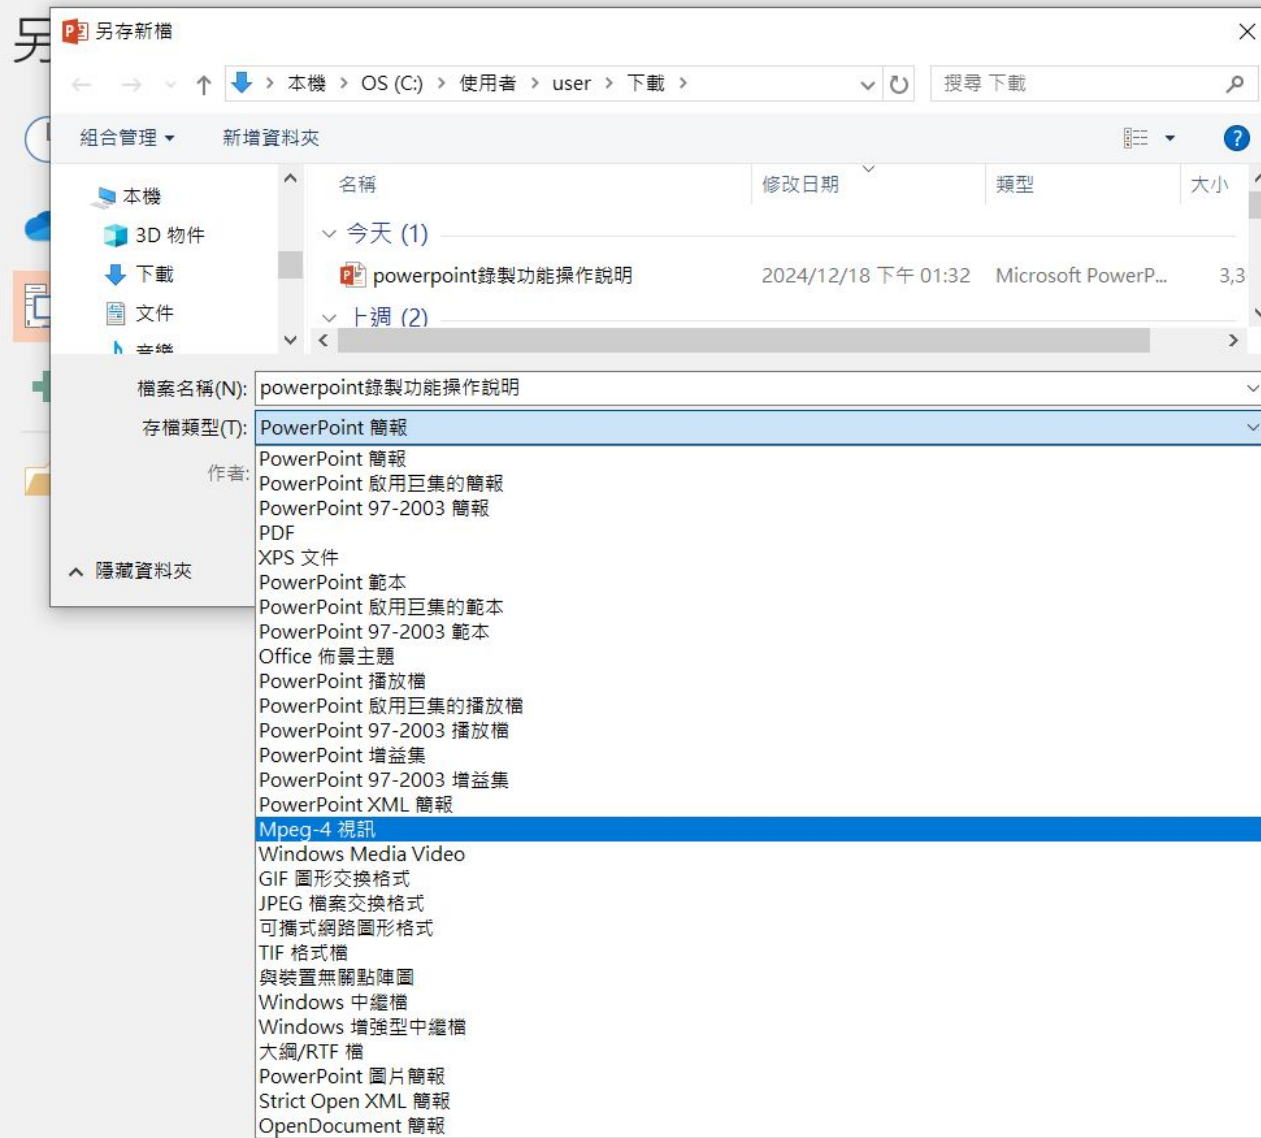 另
另存新檔
本機 > OS (C:) > 使用者 > user > 下載 >
搜尋 下載
組合管理
新增資料夾
本機
3D 物件
下載
文件
音樂
名稱 修改日期 類型 大小
今天 (1)
powerpoint錄製功能操作說明 2024/12/18 下午 01:32 Microsoft PowerP... 3,3
上週 (2)
檔案名稱(N): powerpoint錄製功能操作說明
存檔類型(T): PowerPoint 簡報
作者:
隱藏資料夾
PowerPoint 簡報
PowerPoint 啟用巨集的簡報
PowerPoint 97-2003 簡報
PDF
XPS 文件
PowerPoint 範本
PowerPoint 啟用巨集的範本
PowerPoint 97-2003 範本
Office 佈景主題
PowerPoint 播放檔
PowerPoint 啟用巨集的播放檔
PowerPoint 97-2003 播放檔
PowerPoint 增益集
PowerPoint 97-2003 增益集
PowerPoint XML 簡報
Mpeg-4 視訊
Windows Media Video
GIF 圖形交換格式
JPEG 檔案交換格式
可攜式網路圖形格式
TIF 格式檔
與裝置無關點陣圖
Windows 中繼檔
Windows 增強型中繼檔
大綱/RTF 檔
PowerPoint 圖片簡報
Strict Open XML 簡報
OpenDocument 簡報